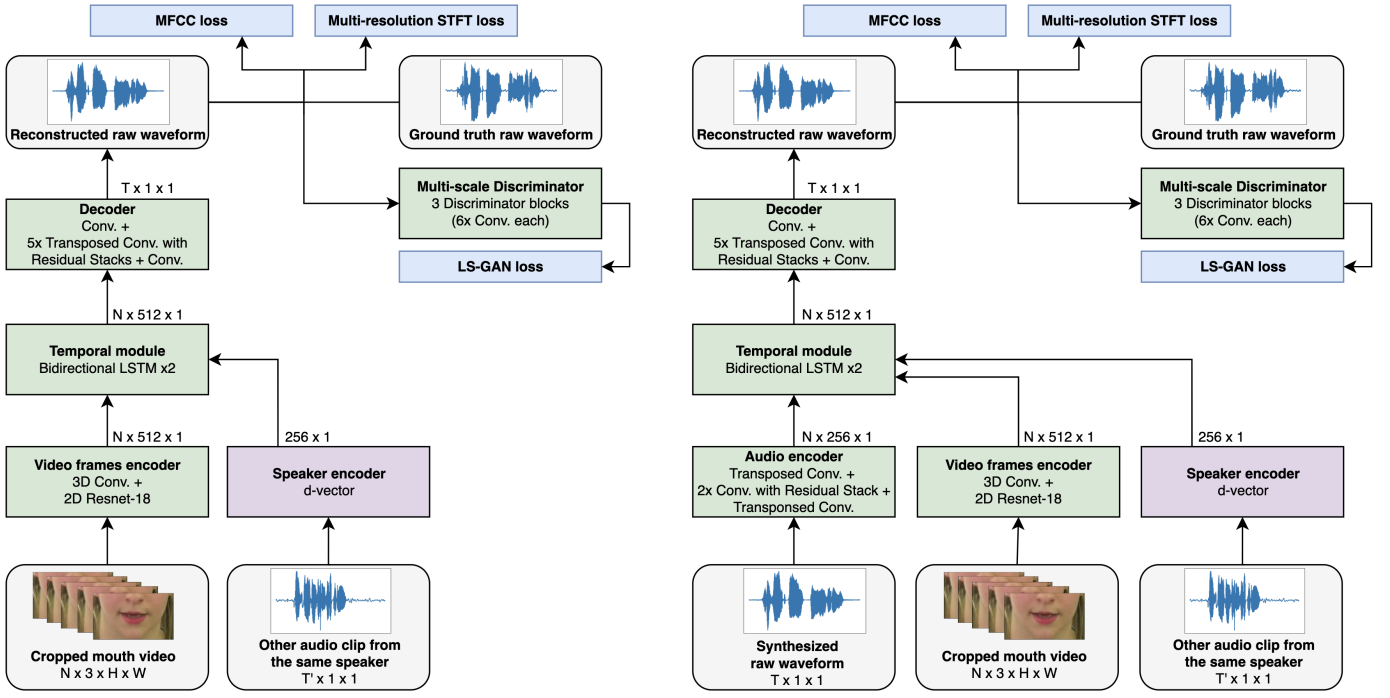 MFCC loss
Multi-resolution STFT loss
Reconstructed raw waveform
Ground truth raw waveform
T x 1 x 1
Multi-scale Discriminator
3 Discriminator blocks
(6x Conv. each)
Decoder
Conv. +
5x Transposed Conv. with
Residual Stacks + Conv.
LS-GAN loss
N x 512 x 1
Temporal module
Bidirectional LSTM x2
N x 512 x 1
256 x 1
Video frames encoder
3D Conv. +
2D Resnet-18
Speaker encoder
d-vector
Cropped mouth video
N x 3 x H x W
Other audio clip from
the same speaker
T' x 1 x 1
MFCC loss
Multi-resolution STFT loss
Reconstructed raw waveform
Ground truth raw waveform
T x 1 x 1
Multi-scale Discriminator
3 Discriminator blocks
(6x Conv. each)
Decoder
Conv. +
5x Transposed Conv. with
Residual Stacks + Conv.
LS-GAN loss
N x 512 x 1
Temporal module
Bidirectional LSTM x2
N x 256 x 1
N x 512 x 1
256 x 1
Audio encoder
Transposed Conv. +
2x Conv. with Residual Stack +
Transponsed Conv.
Video frames encoder
3D Conv. +
2D Resnet-18
Speaker encoder
d-vector
Synthesized
raw waveform
T x 1 x 1
Cropped mouth video
N x 3 x H x W
Other audio clip from
the same speaker
T' x 1 x 1